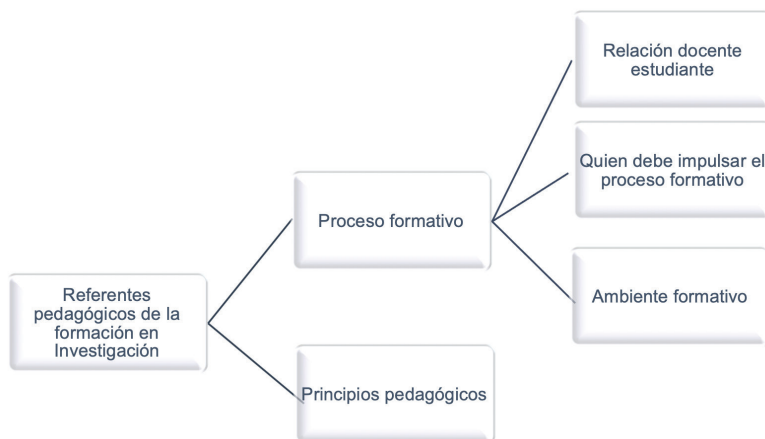 Relación docente
estudiante
Quien debe impulsar el
proceso formativo
Proceso formativo
Ambiente formativo
Referentes
pedagógicos de la
formación en
Investigación
Principios pedagógicos